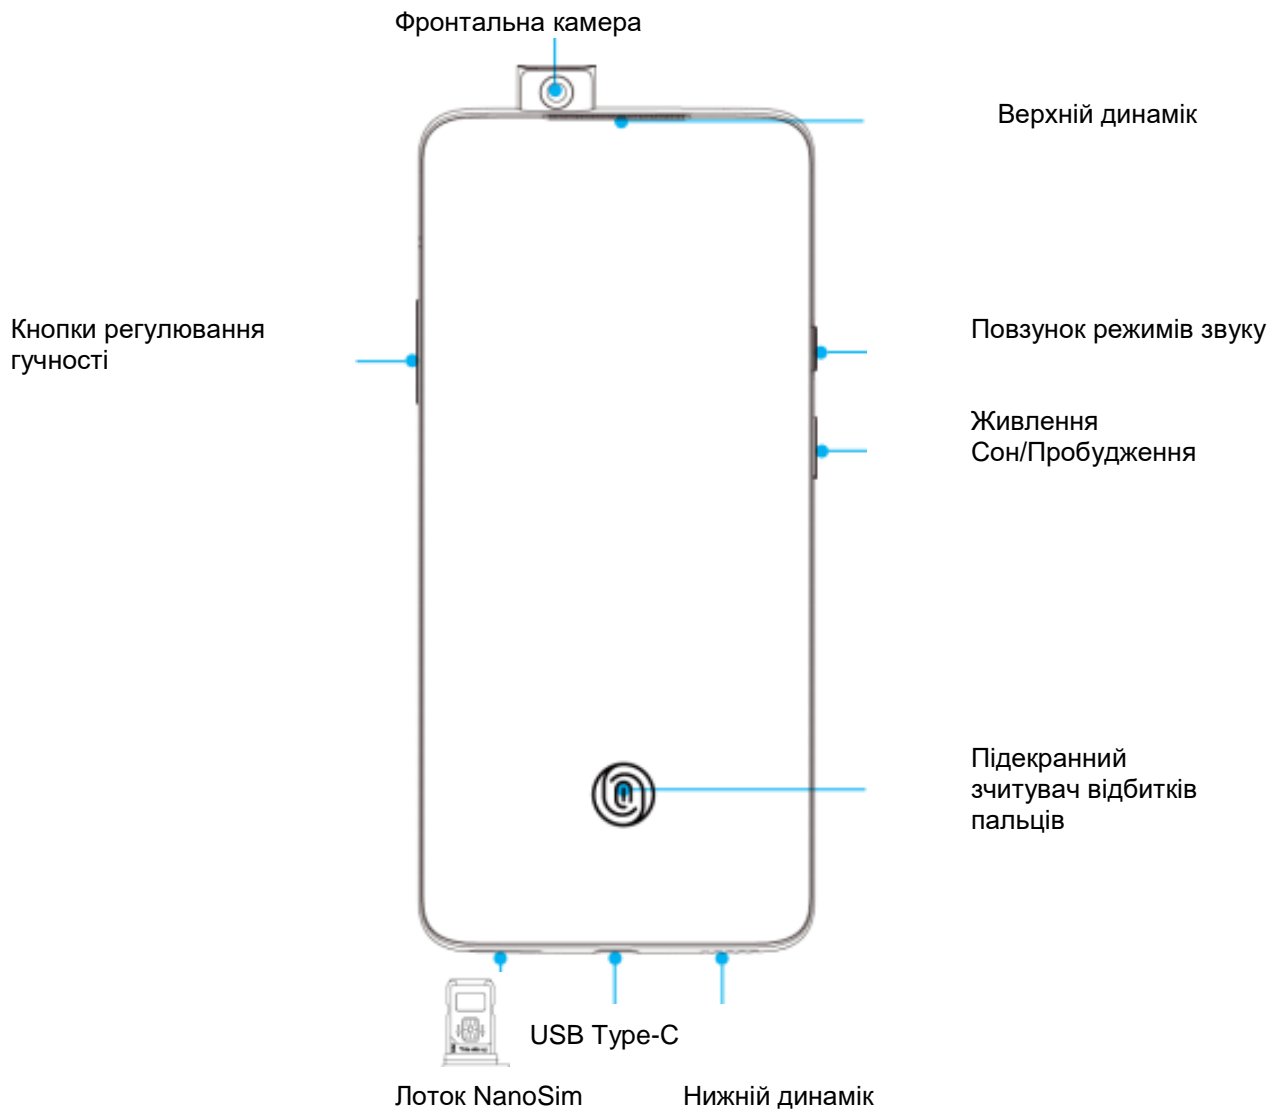 Фронтальна камера
Верхній динамік
Кнопки регулювання
гучності
Повзунок режимів звуку
Живлення
Сон/Пробудження
Підекранний
зчитувач відбитків
пальців
USB Type-C
Лоток NanoSim
Нижній динамік